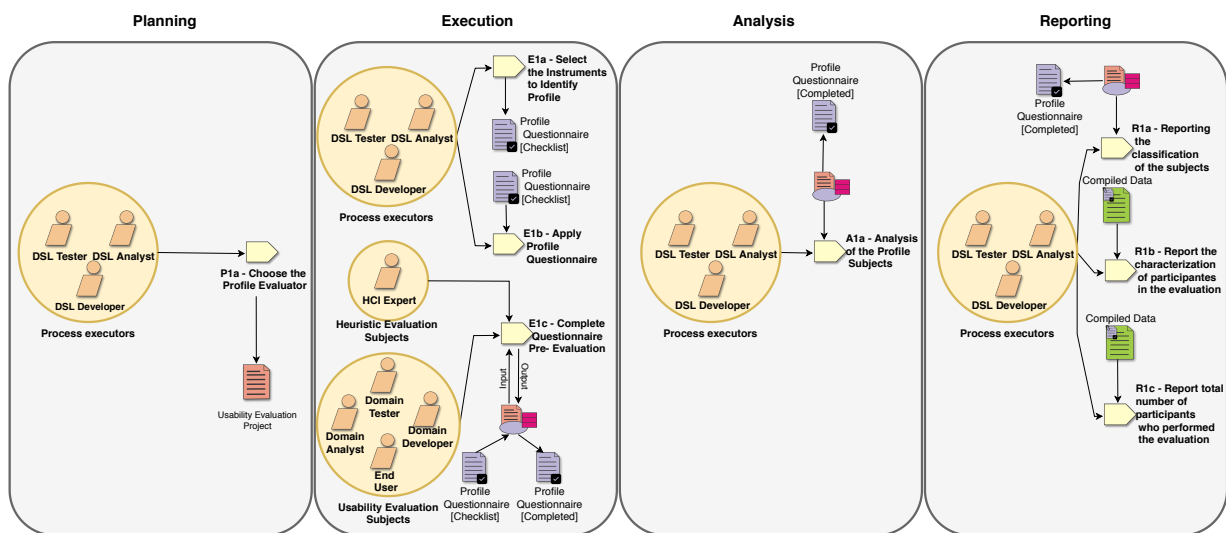 Planning
Execution
Analysis
Reporting
DSL Tester
DSL Analyst
DSL Developer
Process executors
P1a - Choose the
Profile Evaluator
Usability Evaluation
Project
DSL Tester
DSL Analyst
DSL Developer
Process executors
E1a - Select
the Instruments
to Identify
Profile
Profile
Questionnaire
[Checklist]
Profile
Questionnaire
[Checklist]
E1b - Apply
Profile
Questionnaire
HCI Expert
Heuristic Evaluation
Subjects
E1c - Complete
Questionnaire
Pre- Evaluation
Input
Output
Domain
Tester
Domain
Analyst
Domain
Developer
End
User
Usability Evaluation
Subjects
Profile
Questionnaire
[Checklist]
Profile
Questionnaire
[Completed]
Profile
Questionnaire
[Completed]
DSL Tester
DSL Analyst
DSL Developer
Process executors
A1a - Analysis
of the Profile
Subjects
Profile
Questionnaire
[Completed]
R1a - Reporting
the
classification
of the subjects
Compiled Data
DSL Tester
DSL Analyst
DSL Developer
Process executors
R1b - Report the
characterization
of participantes
in the evaluation
Compiled Data
R1c - Report total
number of
participants
who performed
the evaluation